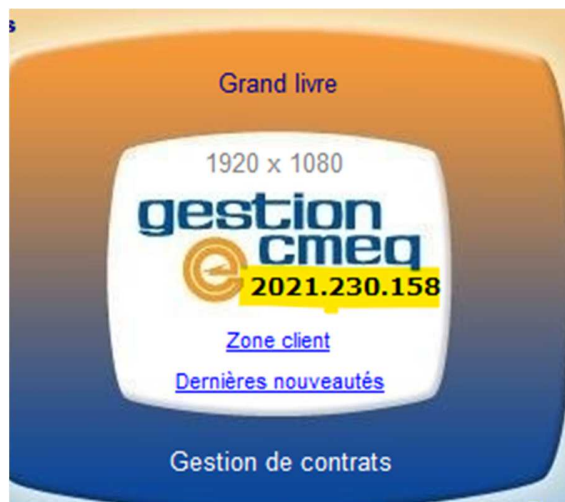 s
Grand livre
1920 x 1080
gestion
cmeq
e
2021.230.158
Zone client
Dernières nouveautés
Gestion de contrats